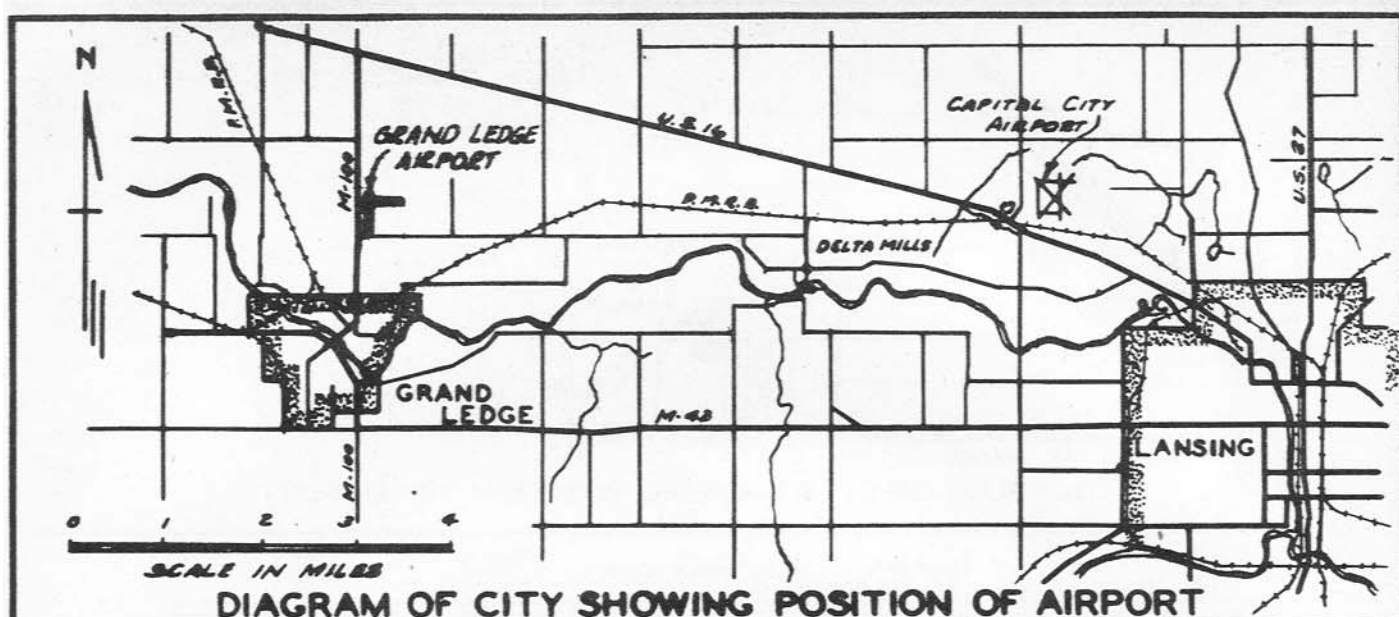 N
P.M.R.R.
GRAND LEDGE
AIRPORT
M-100
U.S. 16
CAPITAL CITY
AIRPORT
U.S. 27
P.M.R.R.
DELTA MILLS
GRAND
LEDGE
M-43
LANSING
M-100
0 1 2 3 4
SCALE IN MILES
DIAGRAM OF CITY SHOWING POSITION OF AIRPORT